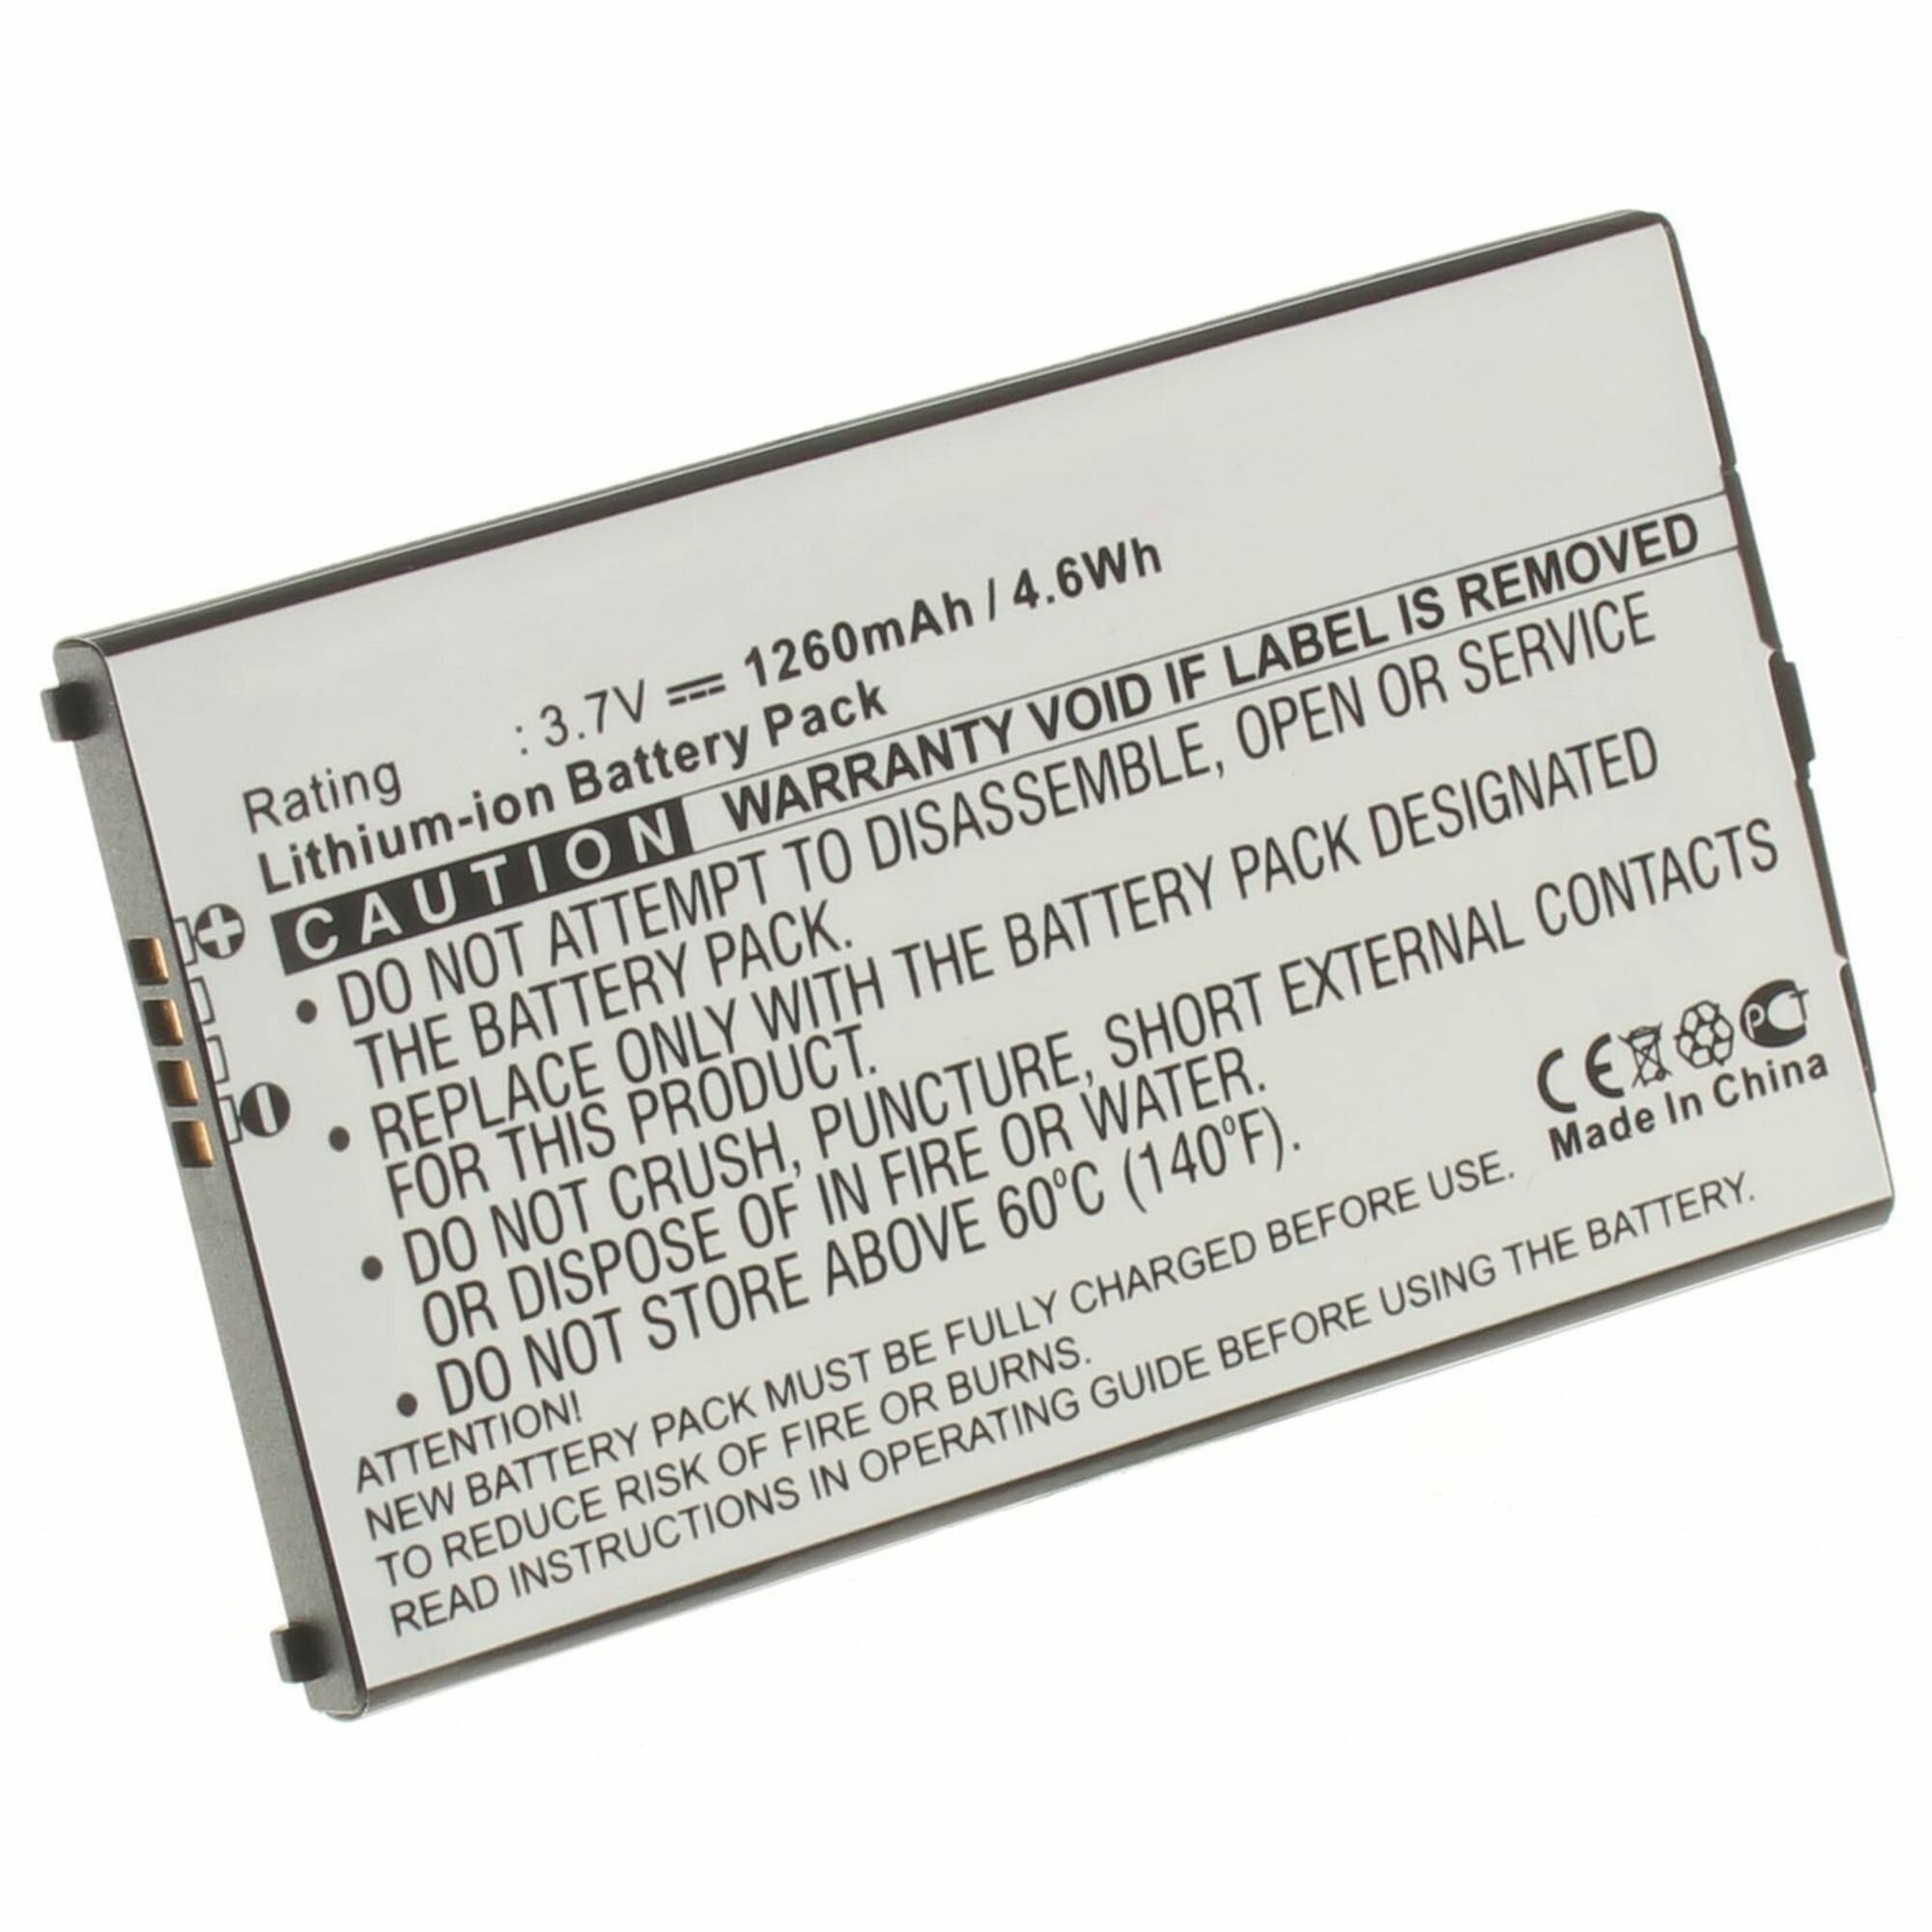 Rating : 3.7V ⎓ 1260mAh / 4.6Wh
Lithium-ion Battery Pack
CAUTION WARRANTY VOID IF LABEL IS REMOVED
• DO NOT ATTEMPT TO DISASSEMBLE, OPEN OR SERVICE
THE BATTERY PACK.
• REPLACE ONLY WITH THE BATTERY PACK DESIGNATED
FOR THIS PRODUCT.
• DO NOT CRUSH, PUNCTURE, SHORT EXTERNAL CONTACTS
OR DISPOSE OF IN FIRE OR WATER.
• DO NOT STORE ABOVE 60°C (140°F).
CE PCT
Made In China
ATTENTION!
NEW BATTERY PACK MUST BE FULLY CHARGED BEFORE USE.
TO REDUCE RISK OF FIRE OR BURNS.
READ INSTRUCTIONS IN OPERATING GUIDE BEFORE USING THE BATTERY.